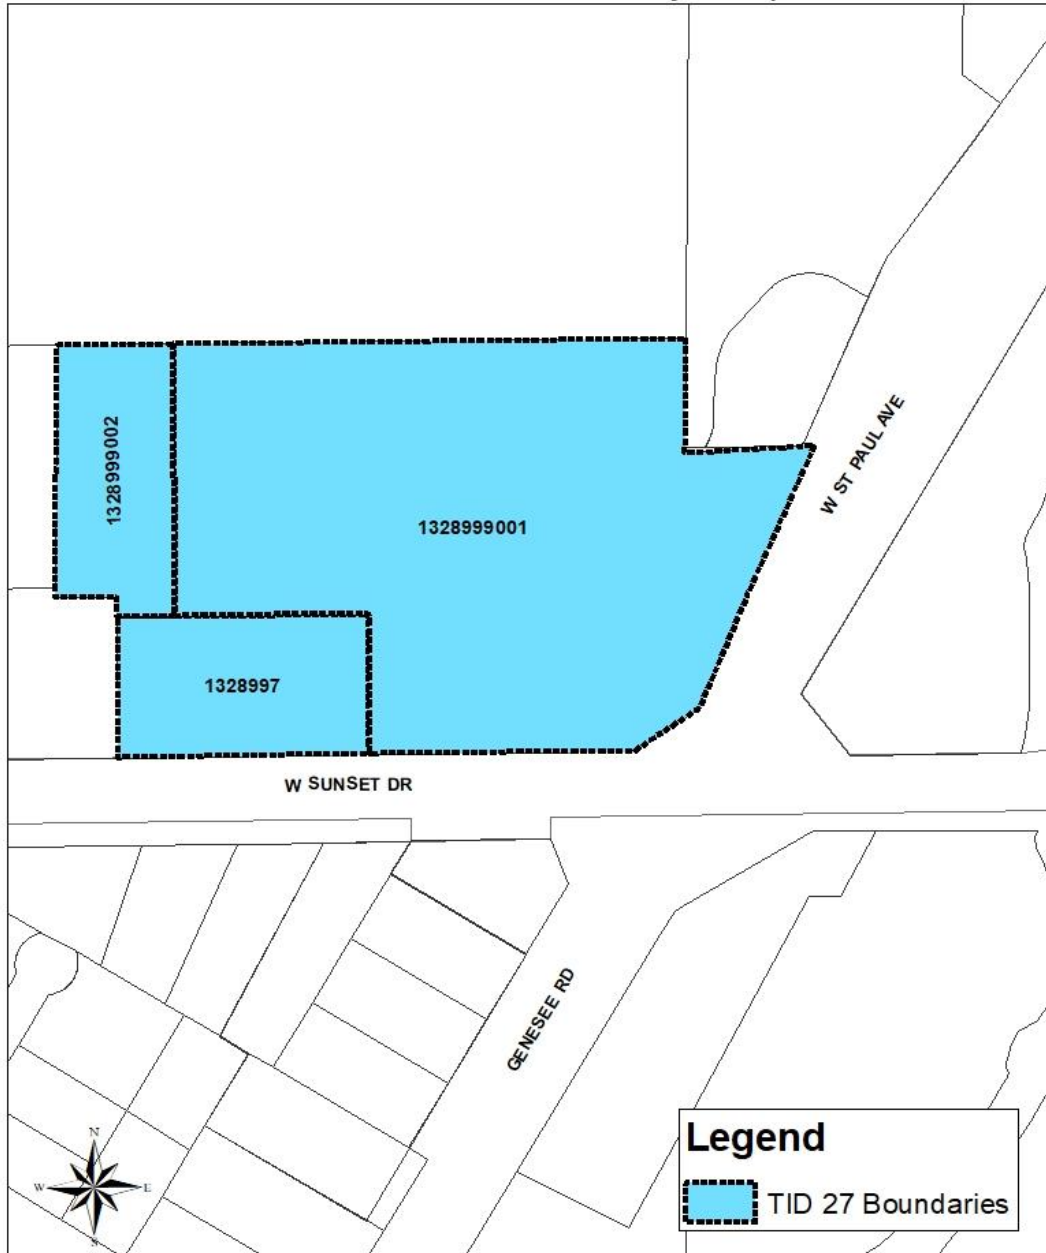 1328999002
1328999001
W ST PAUL AVE
1328997
W SUNSET DR
GENESEE RD
N
W
E
S
Legend
TID 27 Boundaries